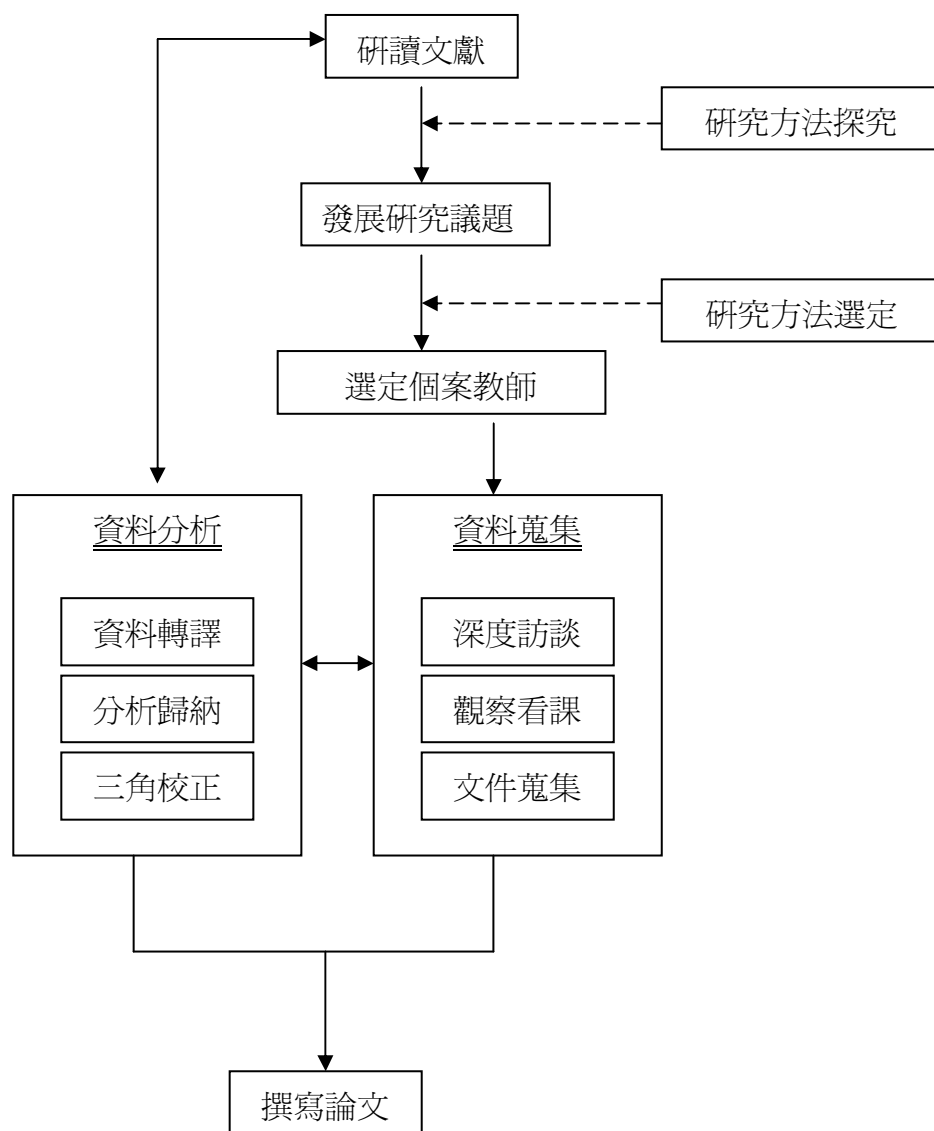 研讀文獻
研究方法探究
發展研究議題
研究方法選定
選定個案教師
資料分析
資料轉譯
分析歸納
三角校正
資料蒐集
深度訪談
觀察看課
文件蒐集
撰寫論文